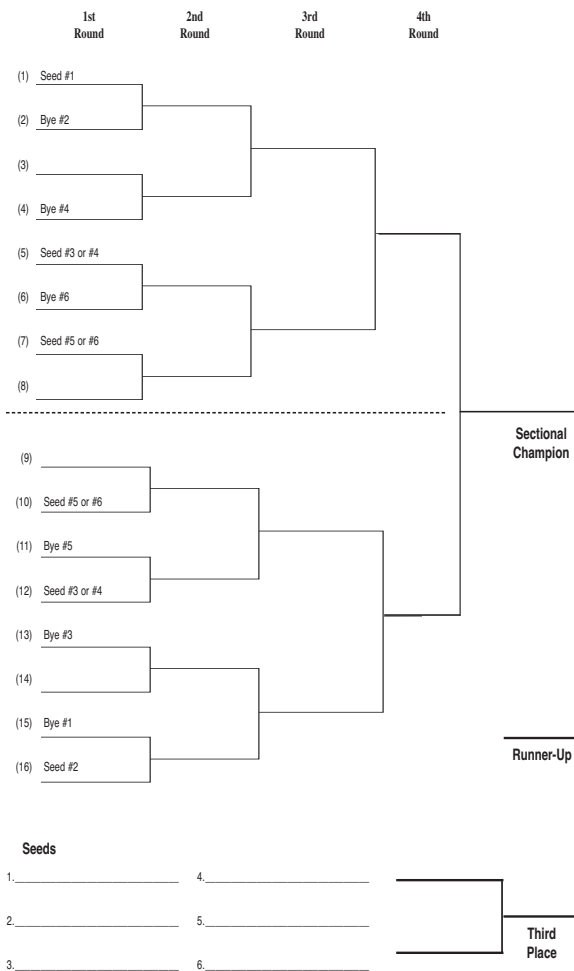 1st 2nd 3rd 4th
Round Round Round Round
(1) Seed #1
(2) Bye #2
(3)
(4) Bye #4
(5) Seed #3 or #4
(6) Bye #6
(7) Seed #5 or #6
(8)
Sectional
Champion
(9)
(10) Seed #5 or #6
(11) Bye #5
(12) Seed #3 or #4
(13) Bye #3
(14)
(15) Bye #1
(16) Seed #2
Runner-Up
Seeds
1. 4.
2. 5.
3. 6.
Third
Place